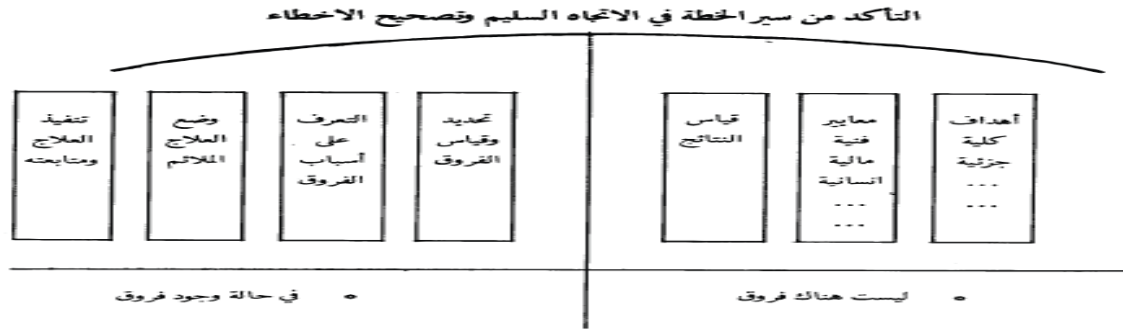 التأكد من سير الخطة في الاتجاه السليم وتصحيح الاخطاء
أهداف
كلية
جزئية
...
...
معايير
فنية
مالية
انسانية
...
...
قياس
النتائج
تحديد
وقياس
الفروق
التعرف
على
أسباب
الفروق
وضع
العلاج
الملائم
تنفيذ
العلاج
ومتابعته
• ليست هناك فروق
• في حالة وجود فروق